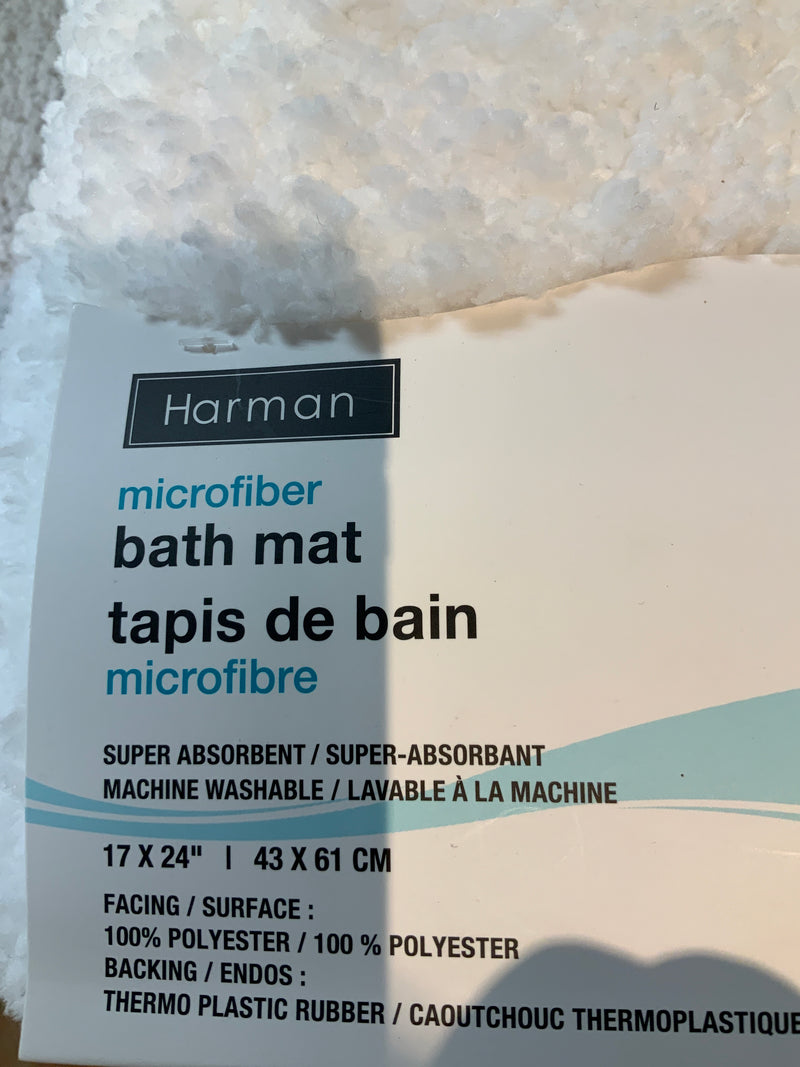 Harman
microfiber
bath mat
tapis de bain
microfibre
SUPER ABSORBENT / SUPER-ABSORBANT
MACHINE WASHABLE / LAVABLE À LA MACHINE
17 X 24" | 43 X 61 CM
FACING / SURFACE :
100% POLYESTER / 100 % POLYESTER
BACKING / ENDOS :
THERMO PLASTIC RUBBER / CAOUTCHOUC THERMOPLASTIQUE